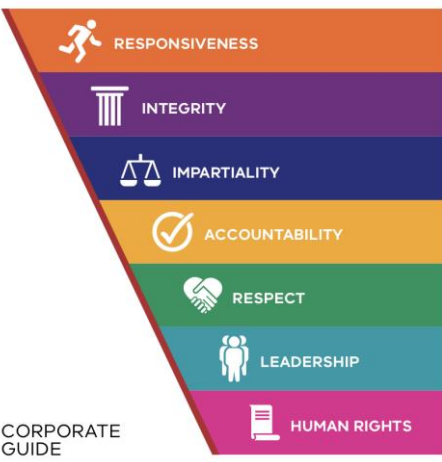 RESPONSIVENESS
INTEGRITY
IMPARTIALITY
ACCOUNTABILITY
RESPECT
LEADERSHIP
HUMAN RIGHTS
CORPORATE
GUIDE